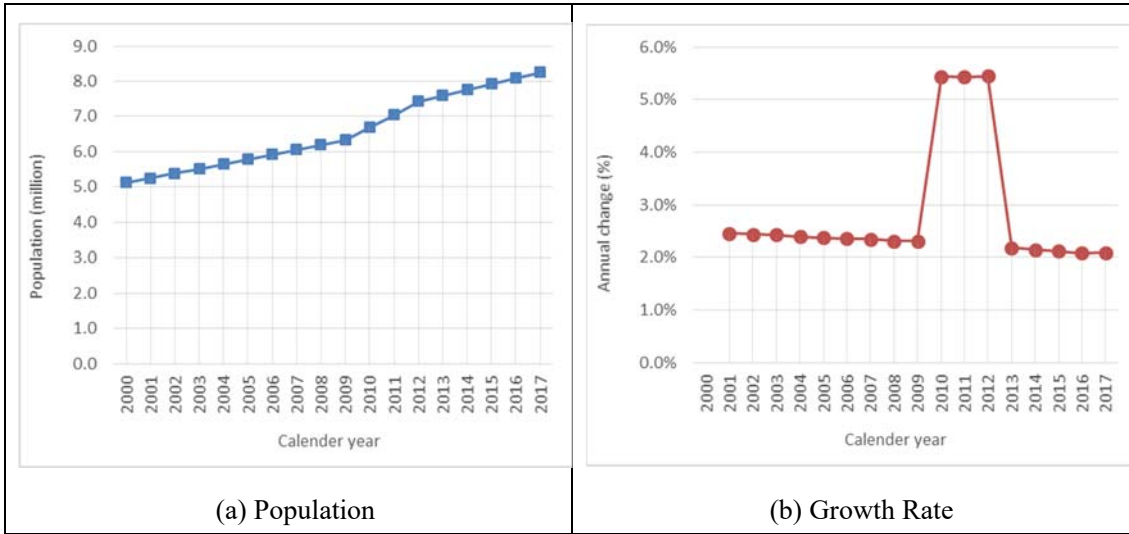 9.0
8.0
7.0
6.0
5.0
4.0
3.0
2.0
1.0
0.0
Population (million)
2000 2001 2002 2003 2004 2005 2006 2007 2008 2009 2010 2011 2012 2013 2014 2015 2016 2017
Calender year
(a) Population
6.0%
5.0%
4.0%
3.0%
2.0%
1.0%
0.0%
Annual change (%)
2000 2001 2002 2003 2004 2005 2006 2007 2008 2009 2010 2011 2012 2013 2014 2015 2016 2017
Calender year
(b) Growth Rate